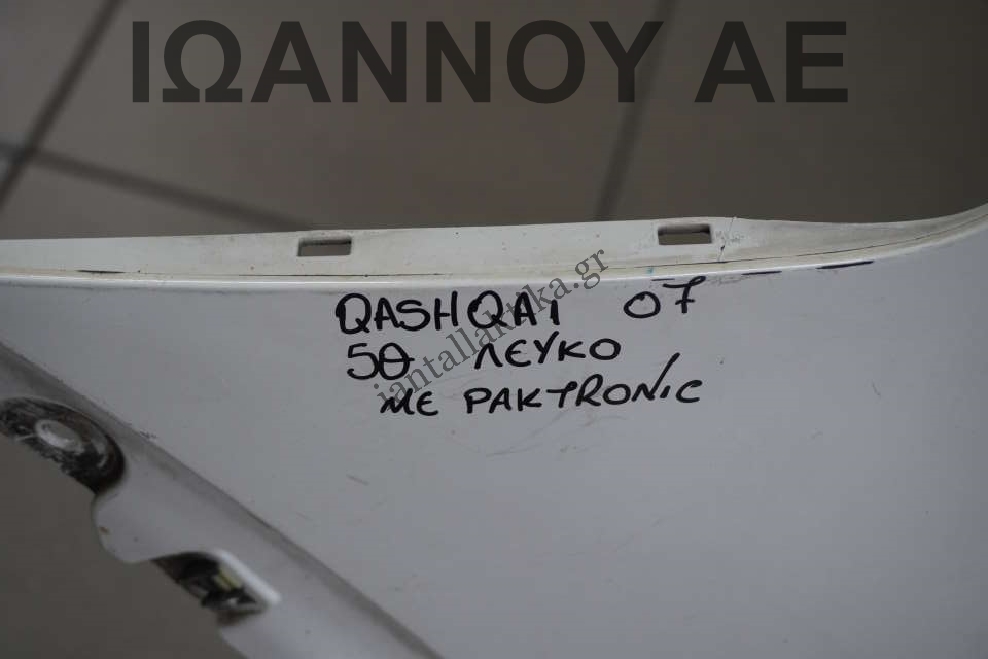 ΙΩΑΝΝΟΥ ΑΕ
QASHQAI 07
5Θ ΛΕΥΚΟ
ΜΕ PAKTRONIC
iantallaktika.gr